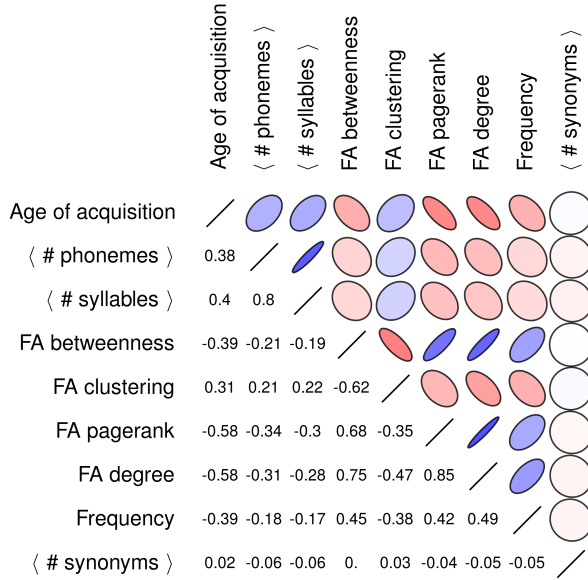 Age of acquisition
⟨ # phonemes ⟩
⟨ # syllables ⟩
FA betweenness
FA clustering
FA pagerank
FA degree
Frequency
⟨ # synonyms ⟩
Age of acquisition
⟨ # phonemes ⟩ 0.38
⟨ # syllables ⟩ 0.4 0.8
FA betweenness -0.39 -0.21 -0.19
FA clustering 0.31 0.21 0.22 -0.62
FA pagerank -0.58 -0.34 -0.3 0.68 -0.35
FA degree -0.58 -0.31 -0.28 0.75 -0.47 0.85
Frequency -0.39 -0.18 -0.17 0.45 -0.38 0.42 0.49
⟨ # synonyms ⟩ 0.02 -0.06 -0.06 0. 0.03 -0.04 -0.05 -0.05